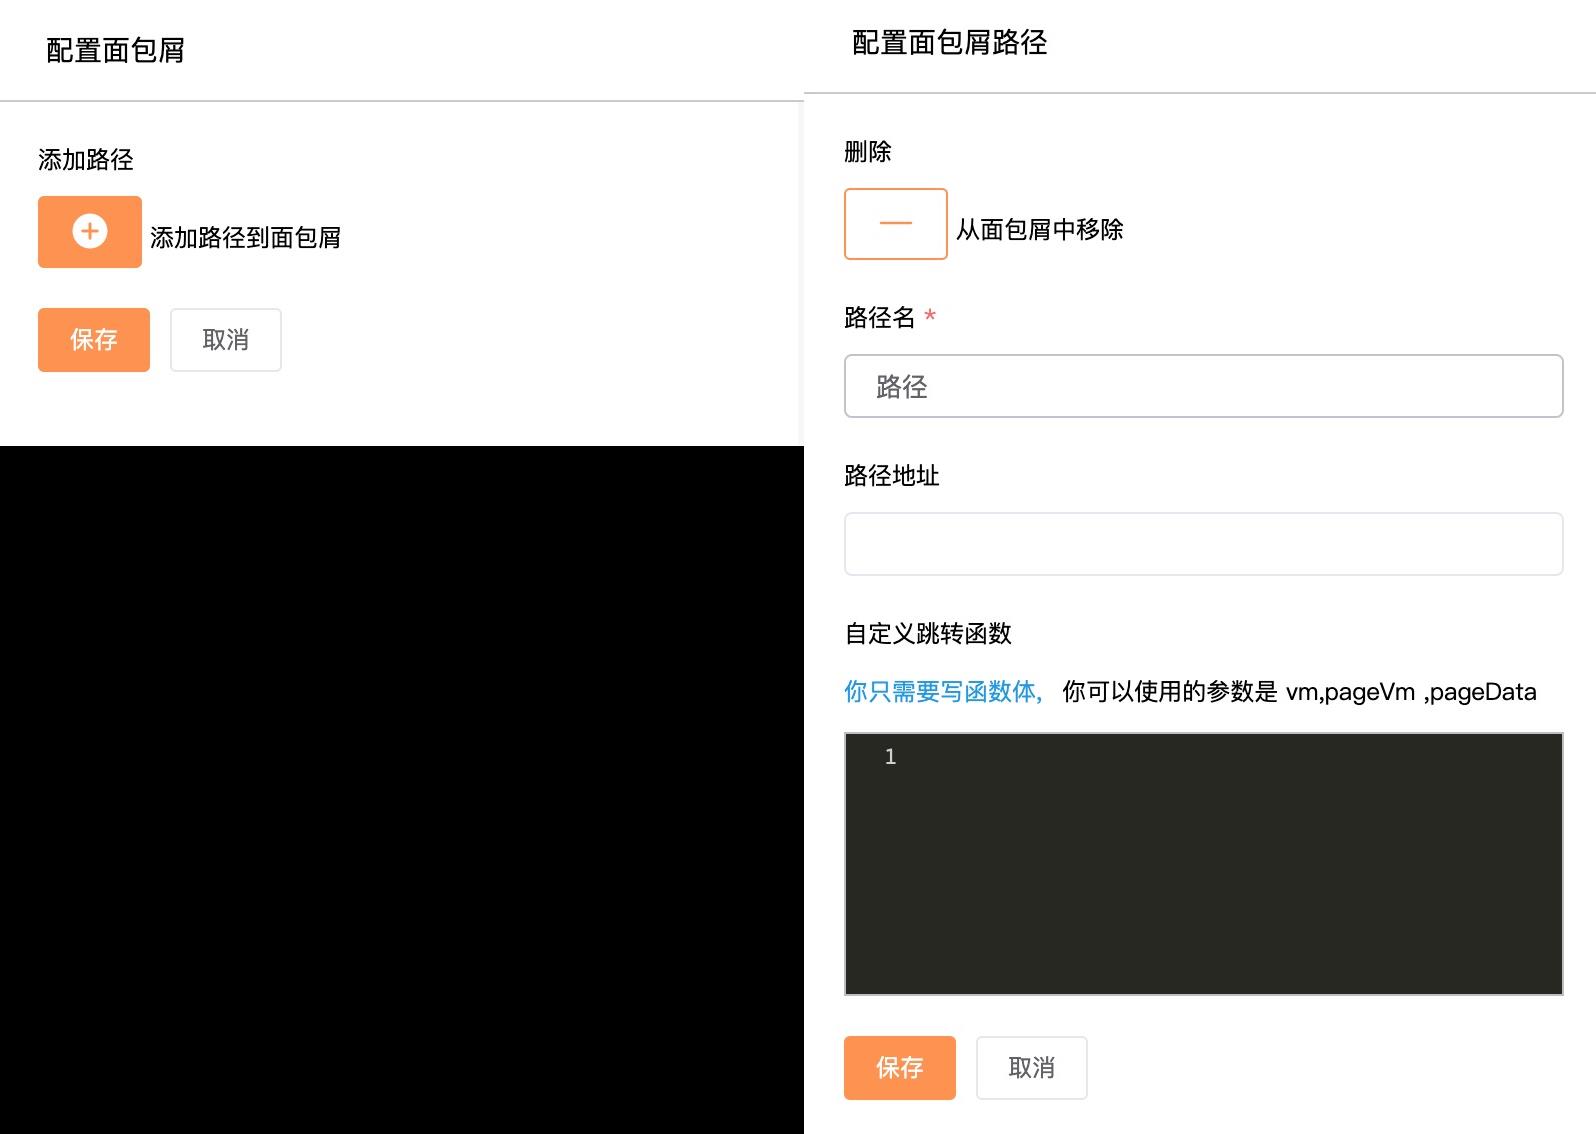 配置面包屑
添加路径
添加路径到面包屑
保存
取消
配置面包屑路径
删除
从面包屑中移除
路径名 *
路径
路径地址
自定义跳转函数
你只需要写函数体, 你可以使用的参数是 vm,pageVm ,pageData
1
保存
取消